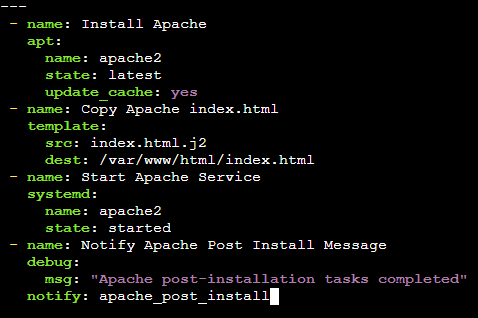 ---
 - name: Install Apache
   apt:
     name: apache2
     state: latest
     update_cache: yes
 - name: Copy Apache index.html
   template:
     src: index.html.j2
     dest: /var/www/html/index.html
 - name: Start Apache Service
   systemd:
     name: apache2
     state: started
 - name: Notify Apache Post Install Message
   debug:
     msg: "Apache post-installation tasks completed"
   notify: apache_post_install